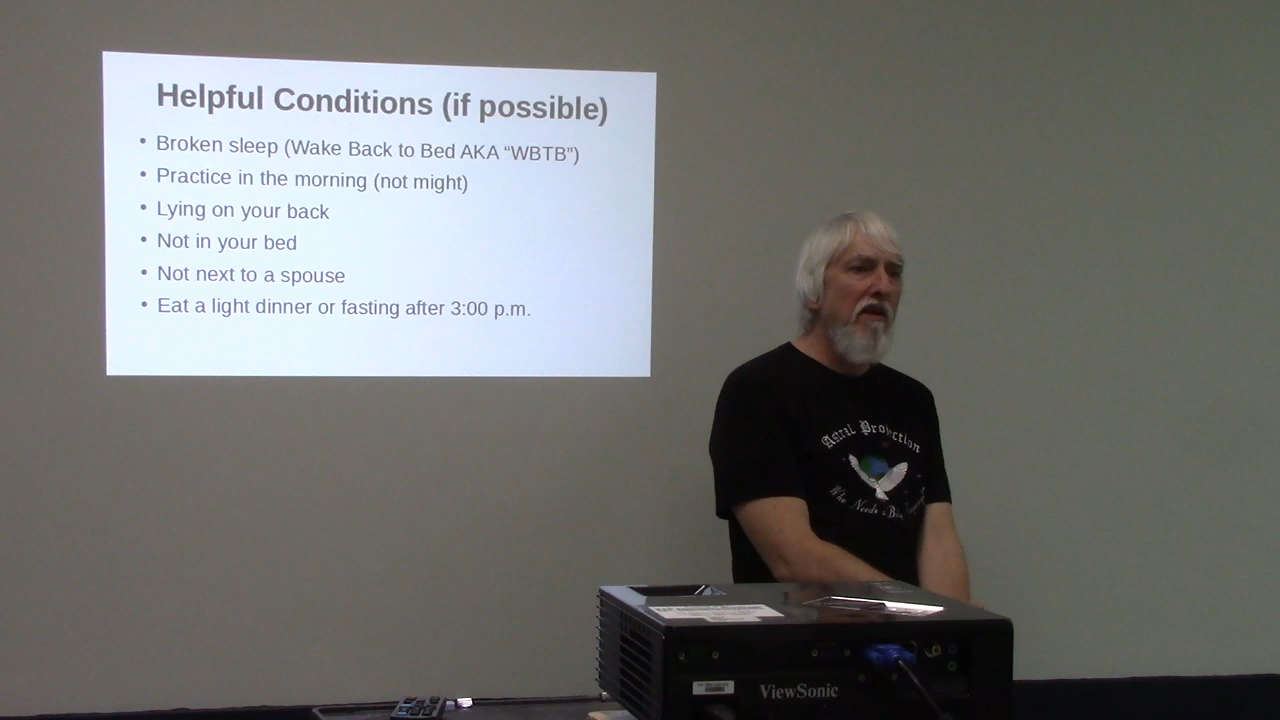 Helpful Conditions (if possible)
• Broken sleep (Wake Back to Bed AKA “WBTB”)
• Practice in the morning (not might)
• Lying on your back
• Not in your bed
• Not next to a spouse
• Eat a light dinner or fasting after 3:00 p.m.
Astral Projection
Who Needs a
ViewSonic